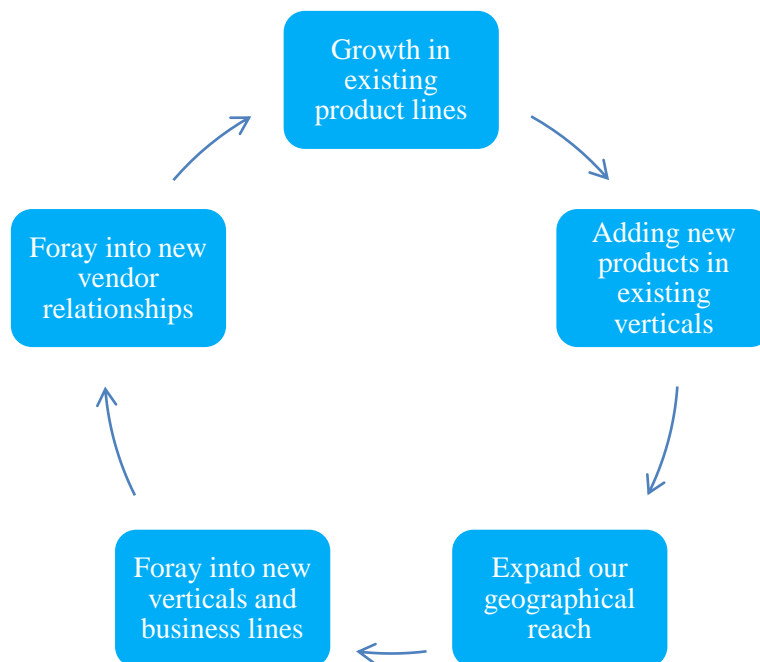 Growth in
existing
product lines
Adding new
products in
existing
verticals
Expand our
geographical
reach
Foray into new
verticals and
business lines
Foray into new
vendor
relationships